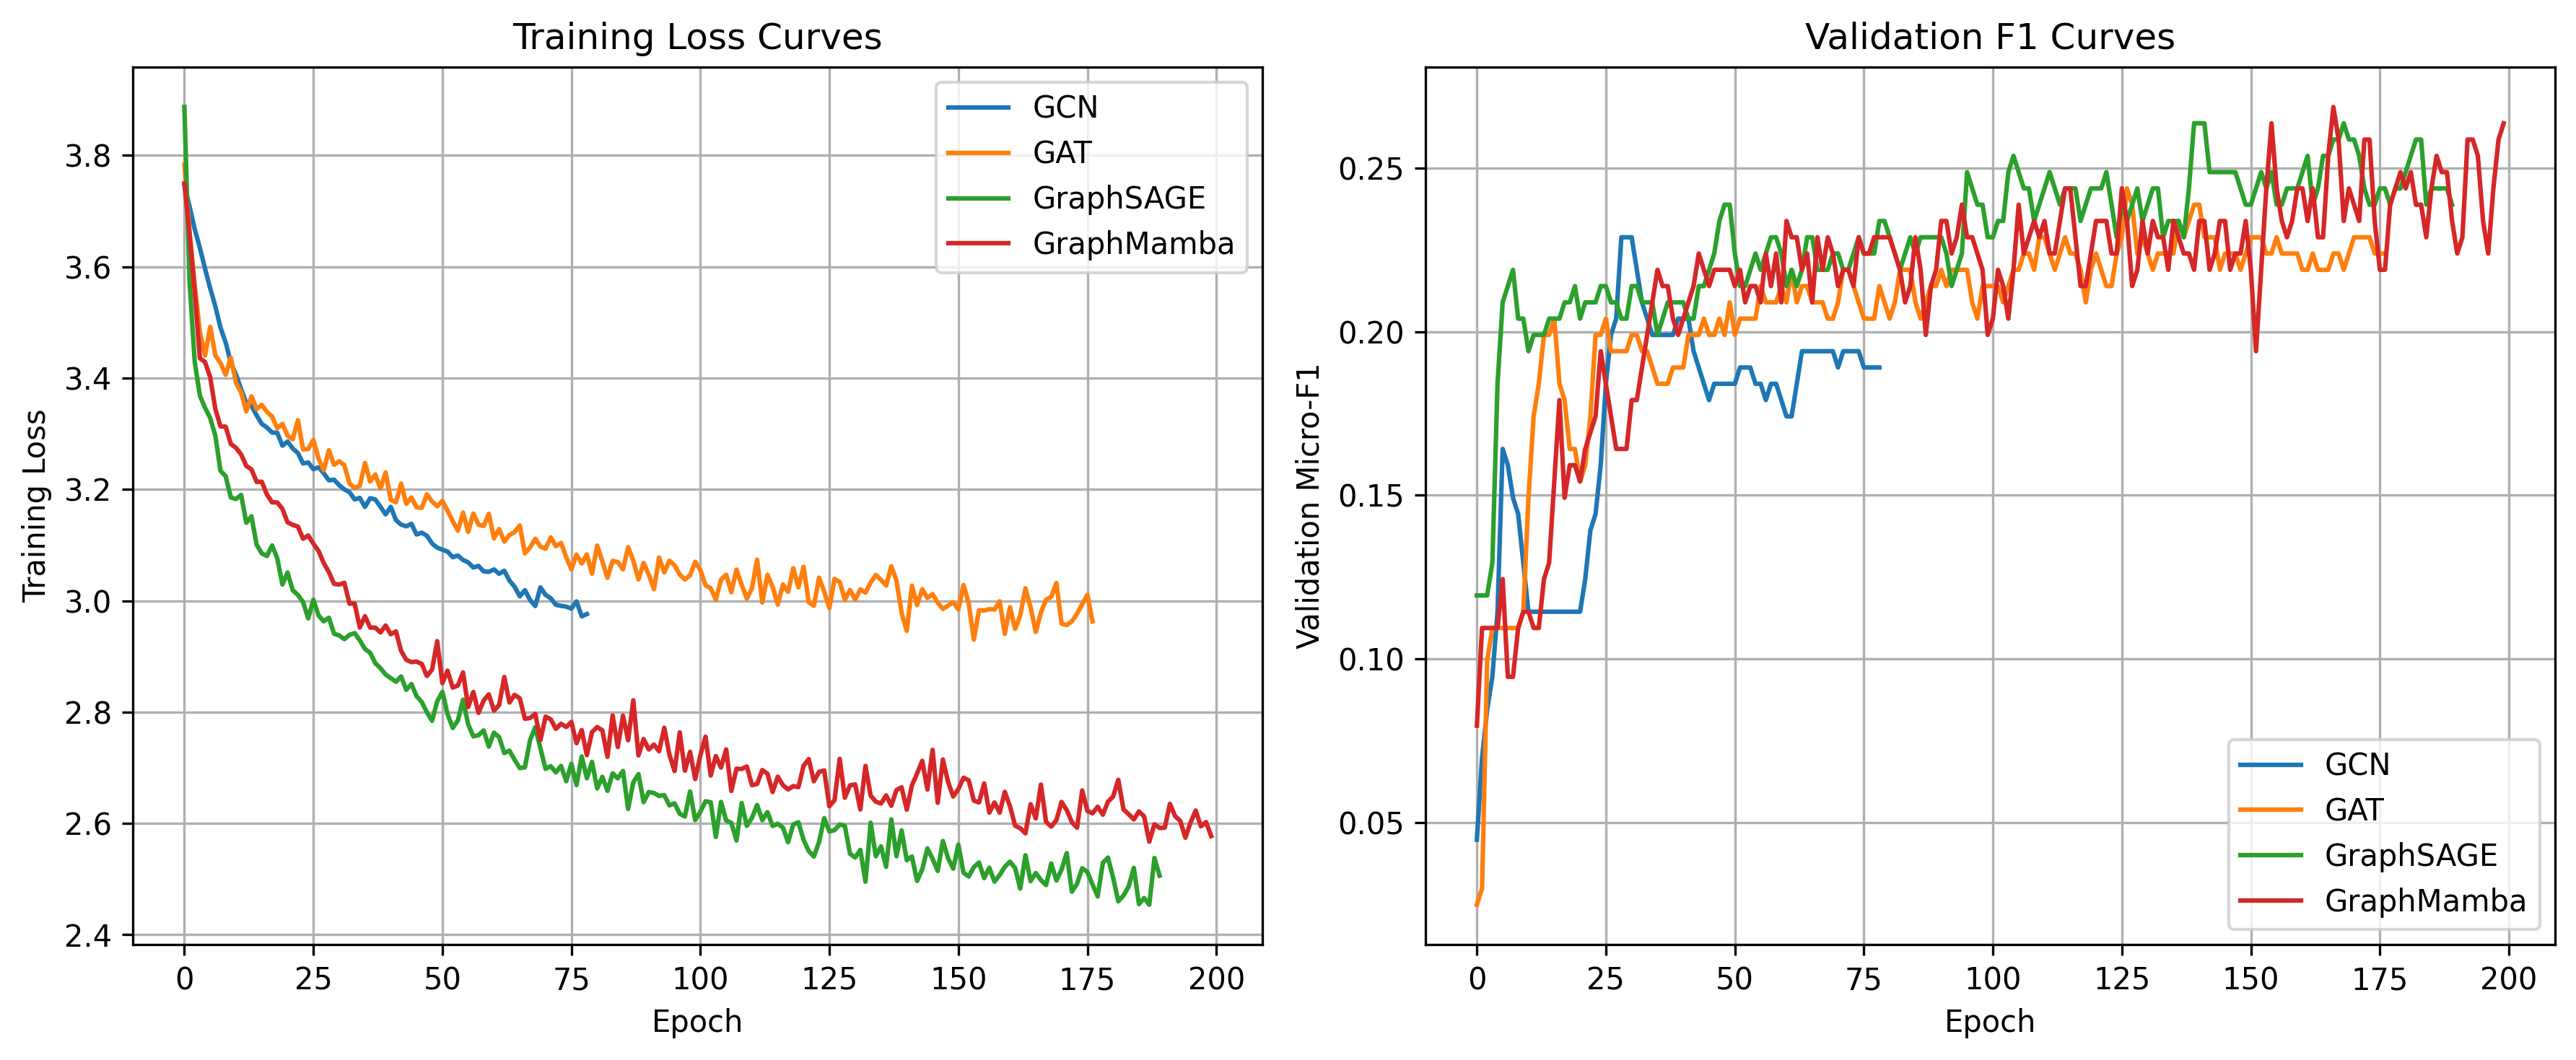 Training Loss Curves
Training Loss
3.8
3.6
3.4
3.2
3.0
2.8
2.6
2.4
0 25 50 75 100 125 150 175 200
Epoch
GCN
GAT
GraphSAGE
GraphMamba
Validation F1 Curves
Validation Micro-F1
0.25
0.20
0.15
0.10
0.05
0 25 50 75 100 125 150 175 200
Epoch
GCN
GAT
GraphSAGE
GraphMamba